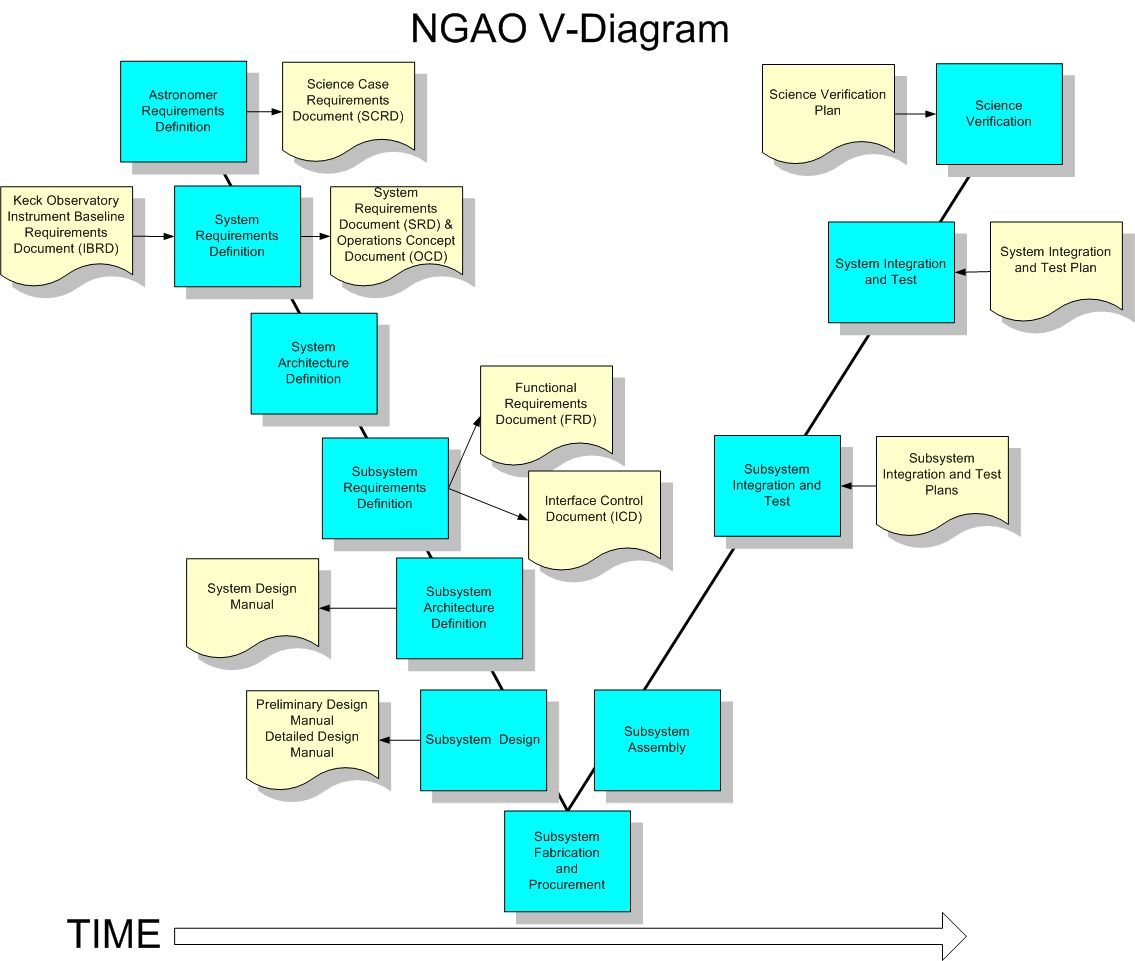 NGAO V-Diagram
Astronomer
Requirements
Definition
Science Case
Requirements
Document (SCRD)
Science Verification
Plan
Science
Verification
Keck Observatory
Instrument Baseline
Requirements
Document (IBRD)
System
Requirements
Definition
System
Requirements
Document (SRD) &
Operations Concept
Document (OCD)
System Integration
and Test
System Integration
and Test Plan
System
Architecture
Definition
Functional
Requirements
Document (FRD)
Subsystem
Requirements
Definition
Interface Control
Document (ICD)
Subsystem
Integration and
Test
Subsystem
Integration and Test
Plans
System Design
Manual
Subsystem
Architecture
Definition
Preliminary Design
Manual
Detailed Design
Manual
Subsystem Design
Subsystem
Assembly
Subsystem
Fabrication
and
Procurement
TIME